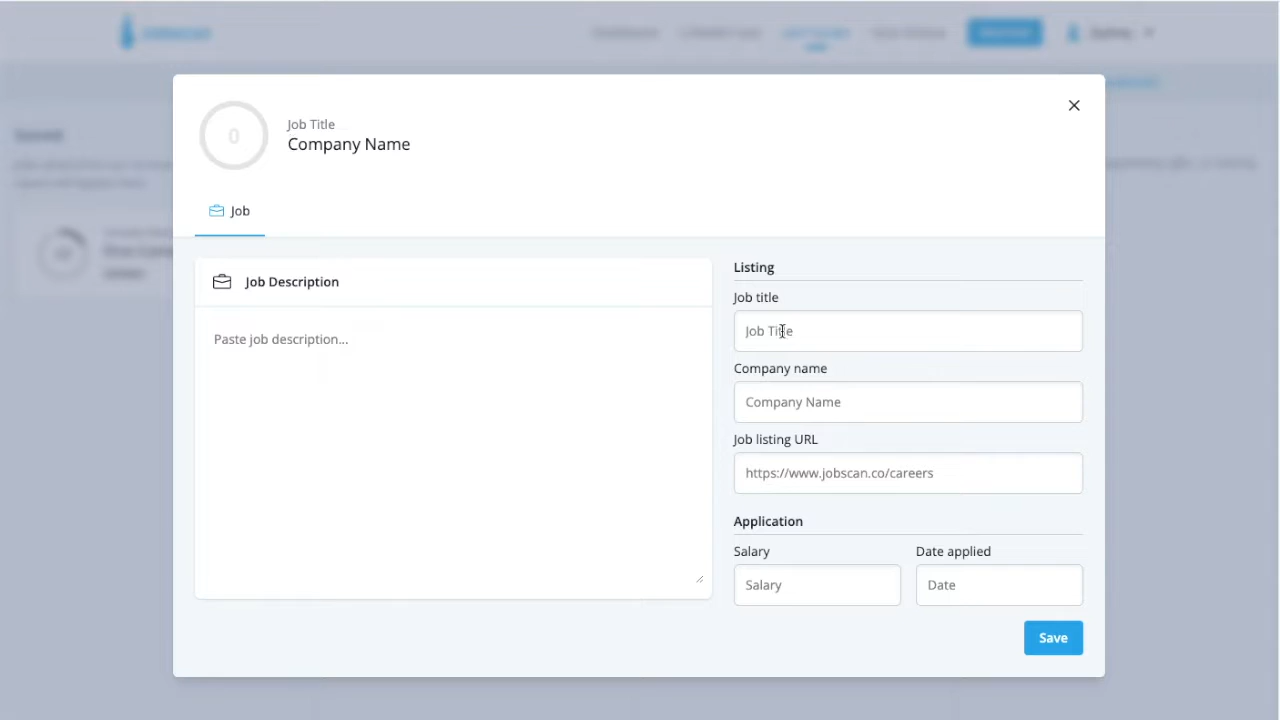 0
Job Title
Company Name
Job
Job Description
Paste job description...
Listing
Job title
Job Title
Company name
Company Name
Job listing URL
https://www.jobscan.co/careers
Application
Salary
Date applied
Salary
Date
Save